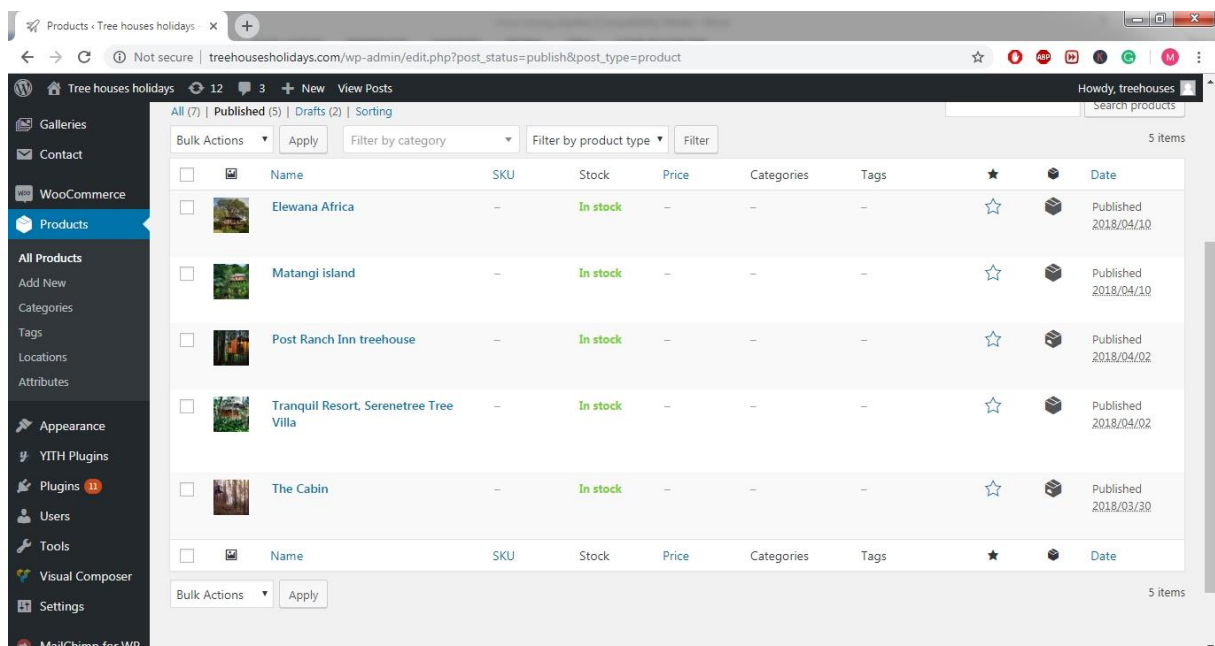 Products ‹ Tree houses holidays -
Not secure | treehousesholidays.com/wp-admin/edit.php?post_status=publish&post_type=product
ABP
K
G
M
Tree houses holidays 12 3 + New View Posts Howdy, treehouses
Galleries
Contact
WooCommerce
Products
All Products
Add New
Categories
Tags
Locations
Attributes
Appearance
YITH Plugins
Plugins 11
Users
Tools
Visual Composer
Settings
MailChimp for WP
All (7) | Published (5) | Drafts (2) | Sorting
Search products
Bulk Actions Apply Filter by category Filter by product type Filter 5 items
Name SKU Stock Price Categories Tags Date
Elewana Africa – In stock – – – Published
2018/04/10
Matangi island – In stock – – – Published
2018/04/10
Post Ranch Inn treehouse – In stock – – – Published
2018/04/02
Tranquil Resort, Serenetree Tree – In stock – – – Published
Villa 2018/04/02
The Cabin – In stock – – – Published
2018/03/30
Name SKU Stock Price Categories Tags Date
Bulk Actions Apply 5 items